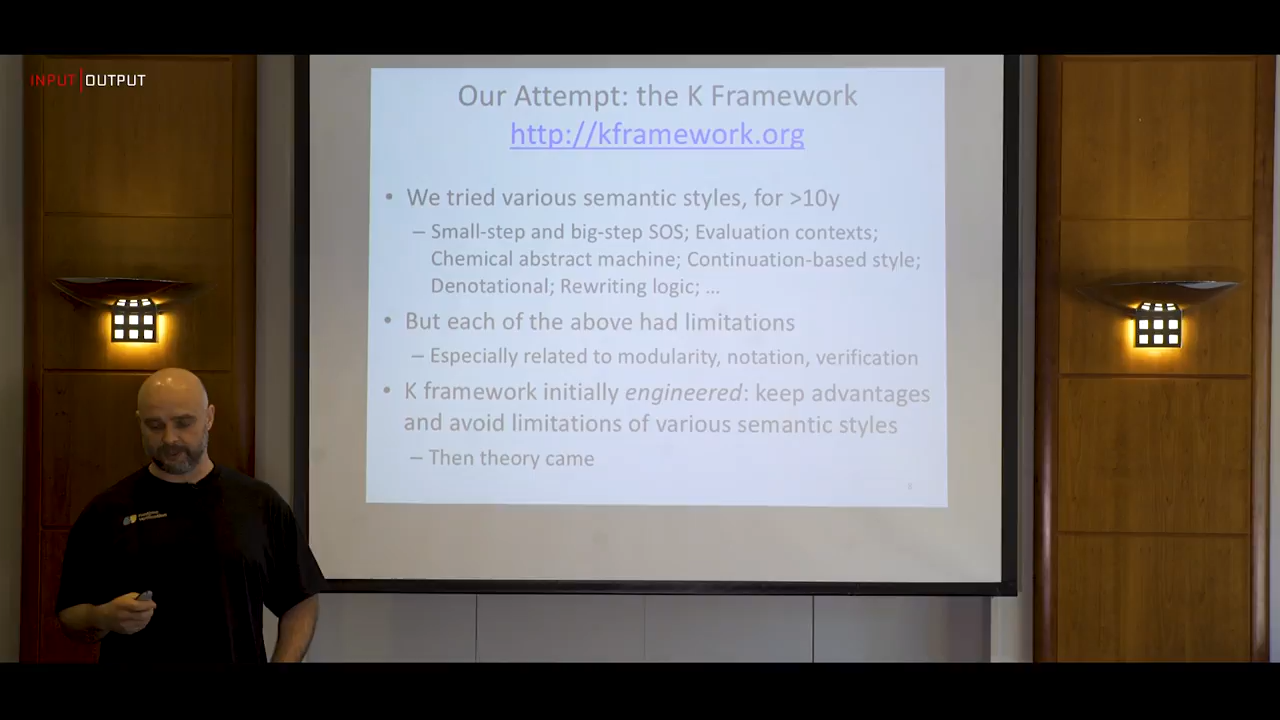 INPUT|OUTPUT
Our Attempt: the K Framework
http://kframework.org
• We tried various semantic styles, for >10y
– Small-step and big-step SOS; Evaluation contexts;
Chemical abstract machine; Continuation-based style;
Denotational; Rewriting logic; ...
• But each of the above had limitations
– Especially related to modularity, notation, verification
• K framework initially engineered: keep advantages
and avoid limitations of various semantic styles
– Then theory came